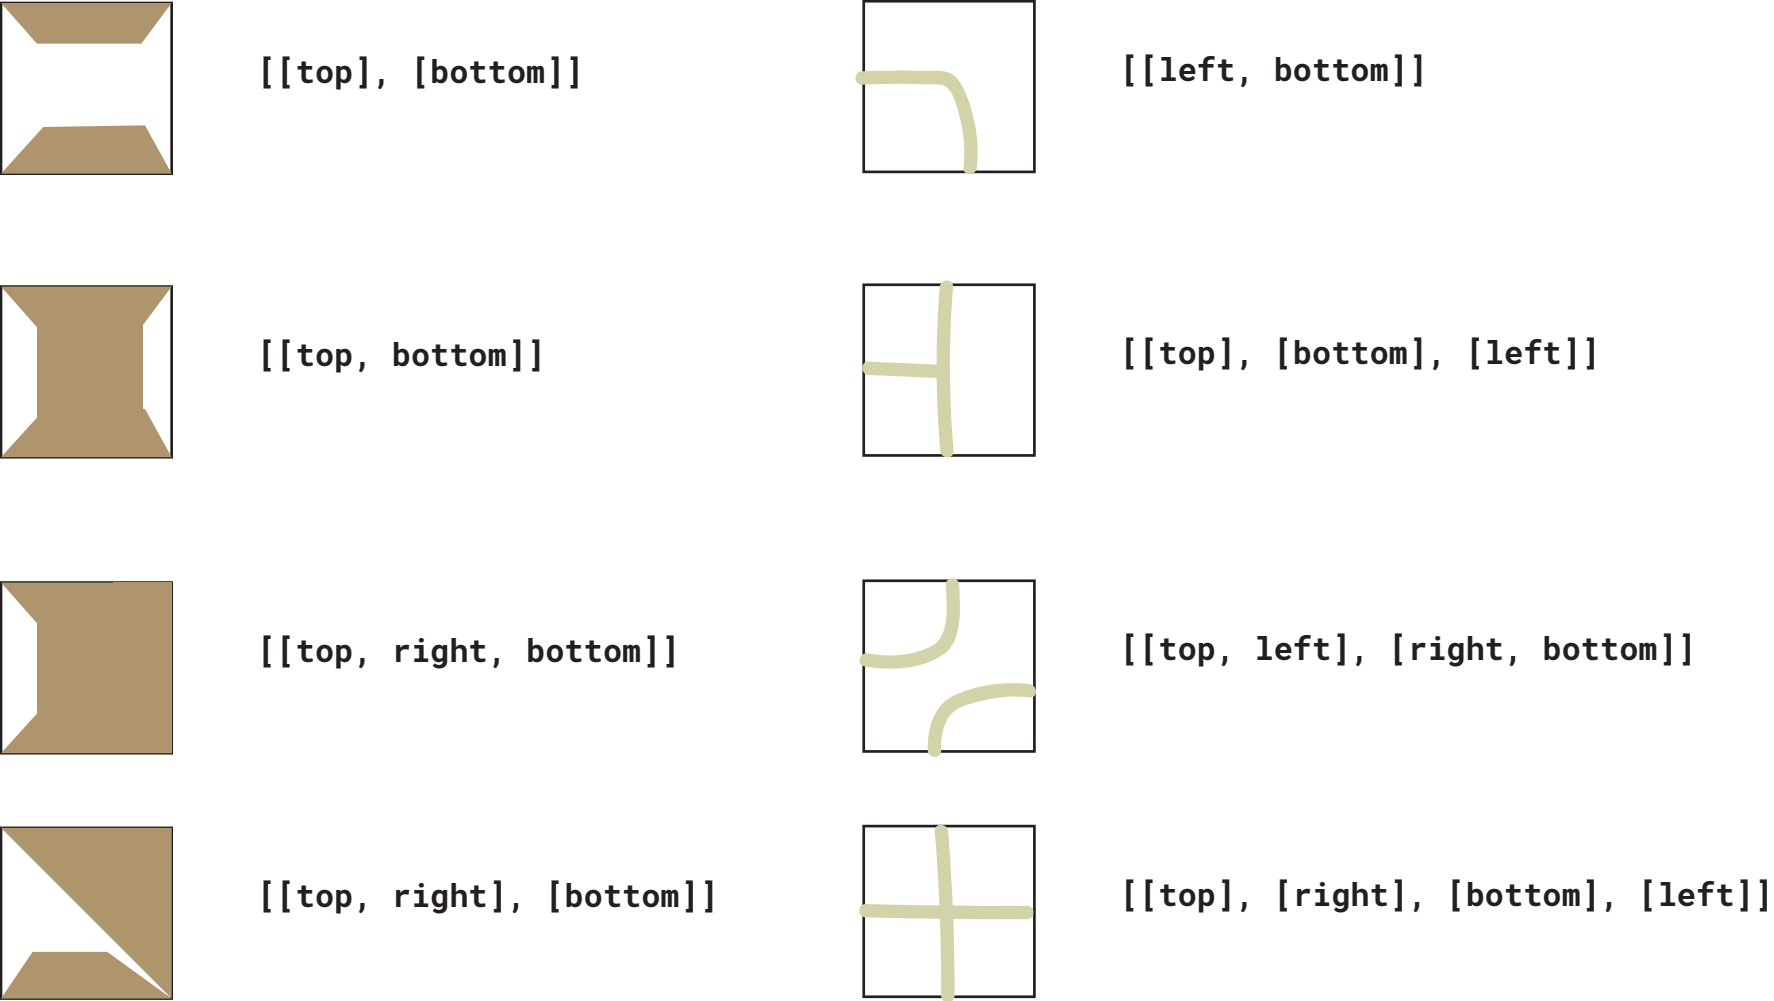 [[top], [bottom]]
[[left, bottom]]
[[top, bottom]]
[[top], [bottom], [left]]
[[top, right, bottom]]
[[top, left], [right, bottom]]
[[top, right], [bottom]]
[[top], [right], [bottom], [left]]